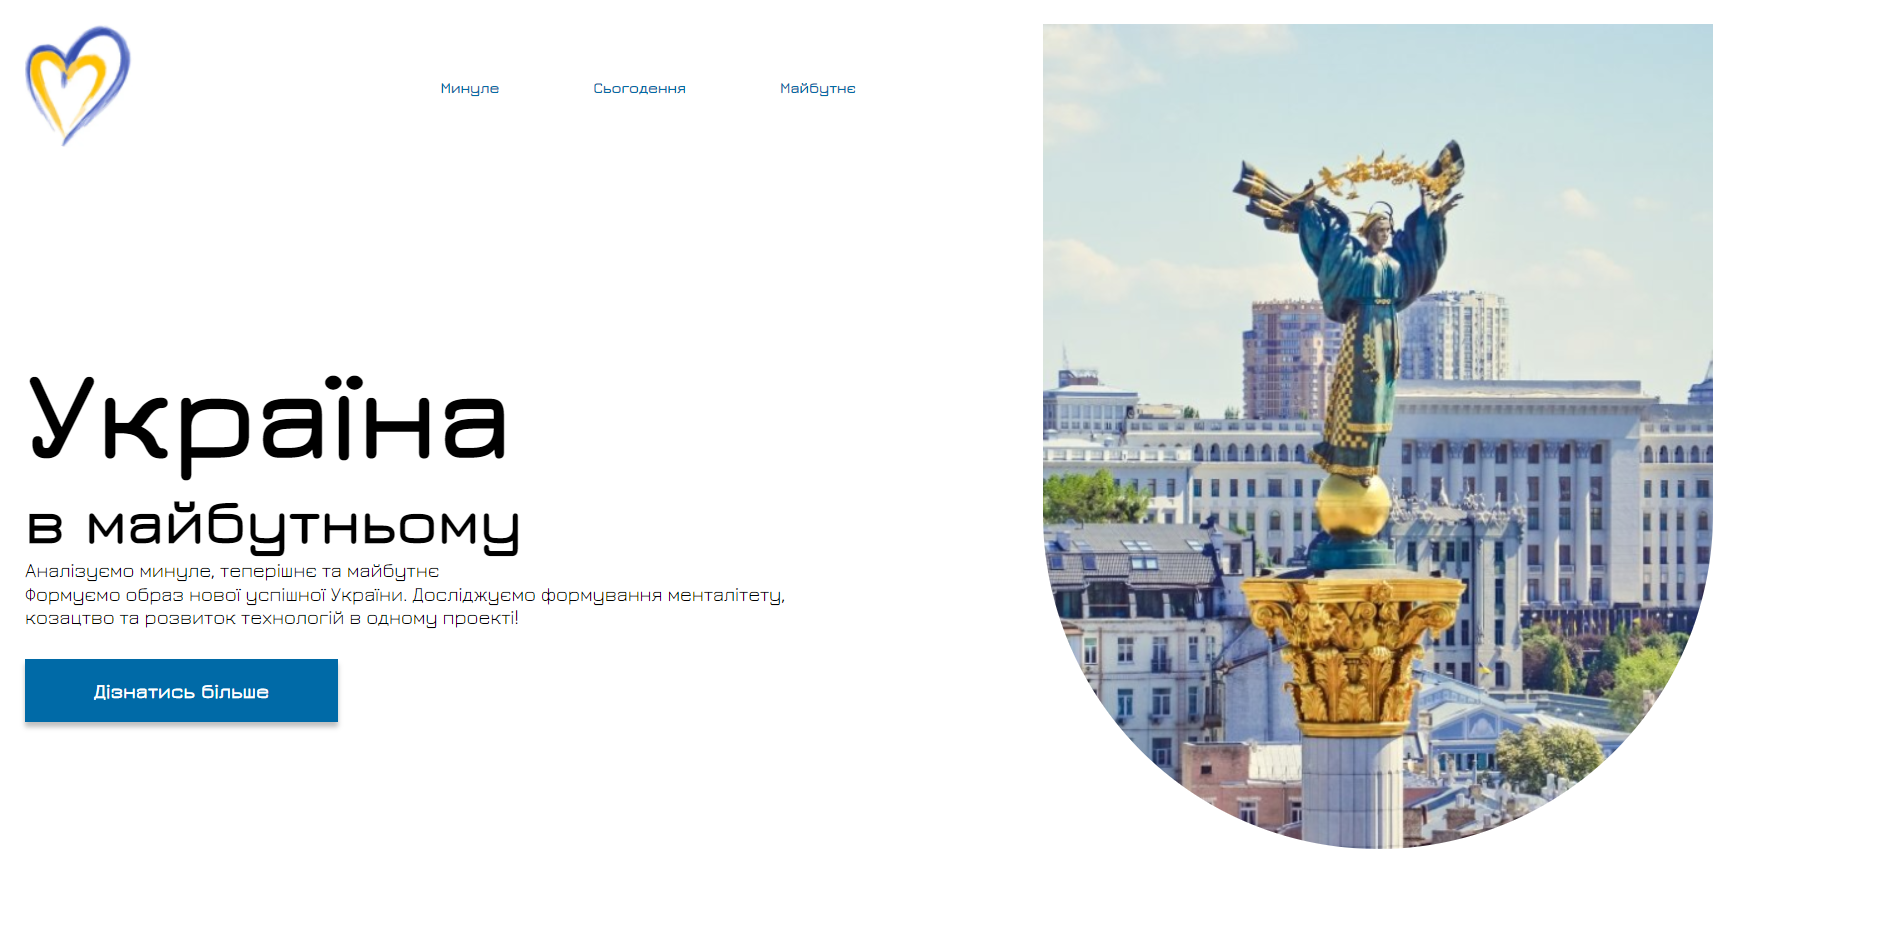 Минуле
Сьогодення
Майбутнє
Україна
в майбутньому
Аналізуємо минуле, теперішнє та майбутнє
Формуємо образ нової успішної України. Досліджуємо формування менталітету,
козацтво та розвиток технологій в одному проекті!
Дізнатись більше